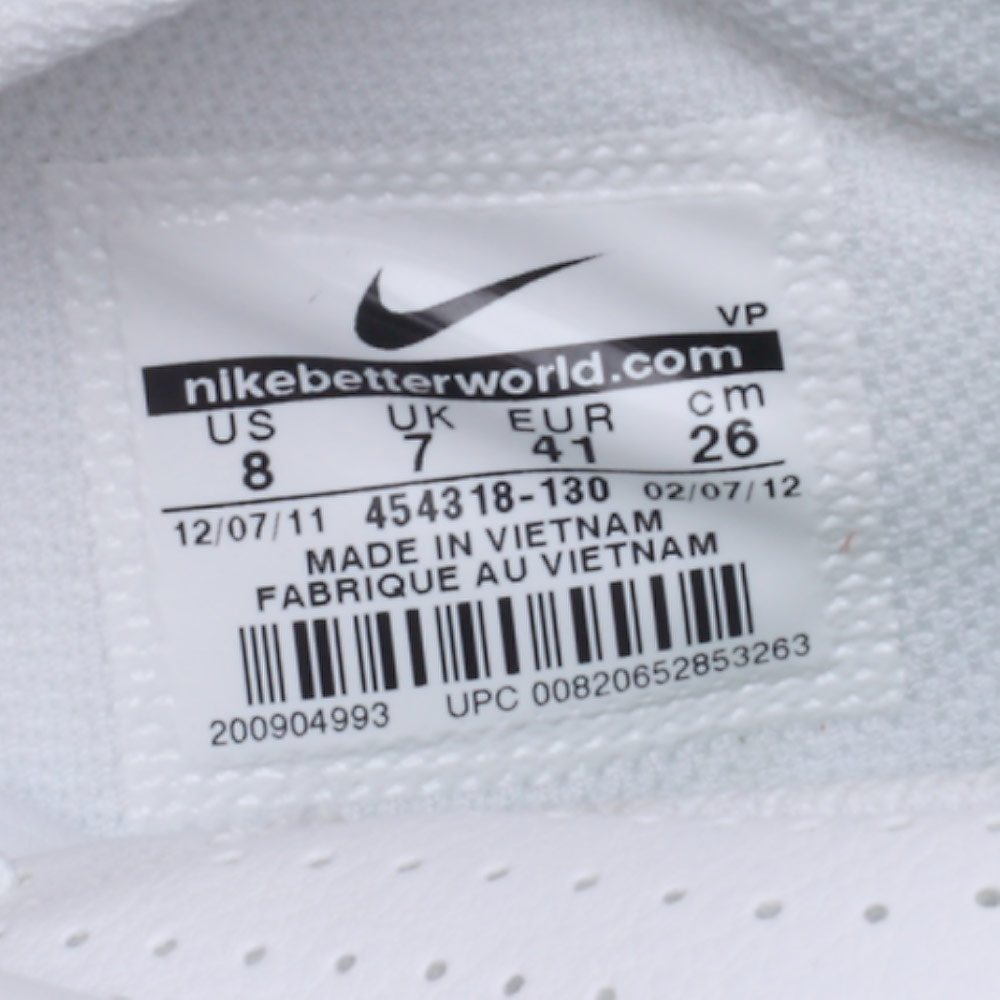 VP
nikebetterworld.com
US UK EUR cm
8 7 41 26
12/07/11 454318-130 02/07/12
MADE IN VIETNAM
FABRIQUE AU VIETNAM
200904993 UPC 00820652853263